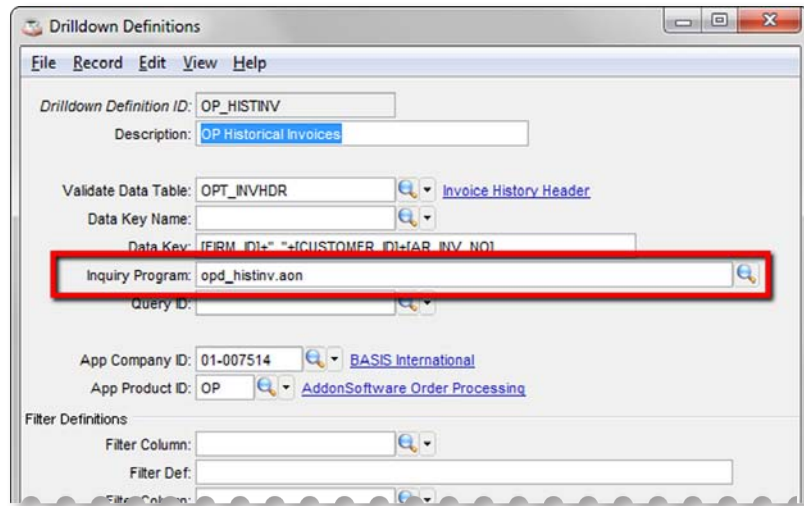 Drilldown Definitions
File Record Edit View Help
Drilldown Definition ID: OP_HISTINV
Description: OP Historical Invoices
Validate Data Table: OPT_INVHDR Invoice History Header
Data Key Name:
Data Key: [FIRM_ID]+" "+[CUSTOMER_ID]+[AR_INV_NO]
Inquiry Program: opd_histinv.aon
Query ID:
App Company ID: 01-007514 BASIS International
App Product ID: OP AddonSoftware Order Processing
Filter Definitions
Filter Column:
Filter Def:
Filter Column: